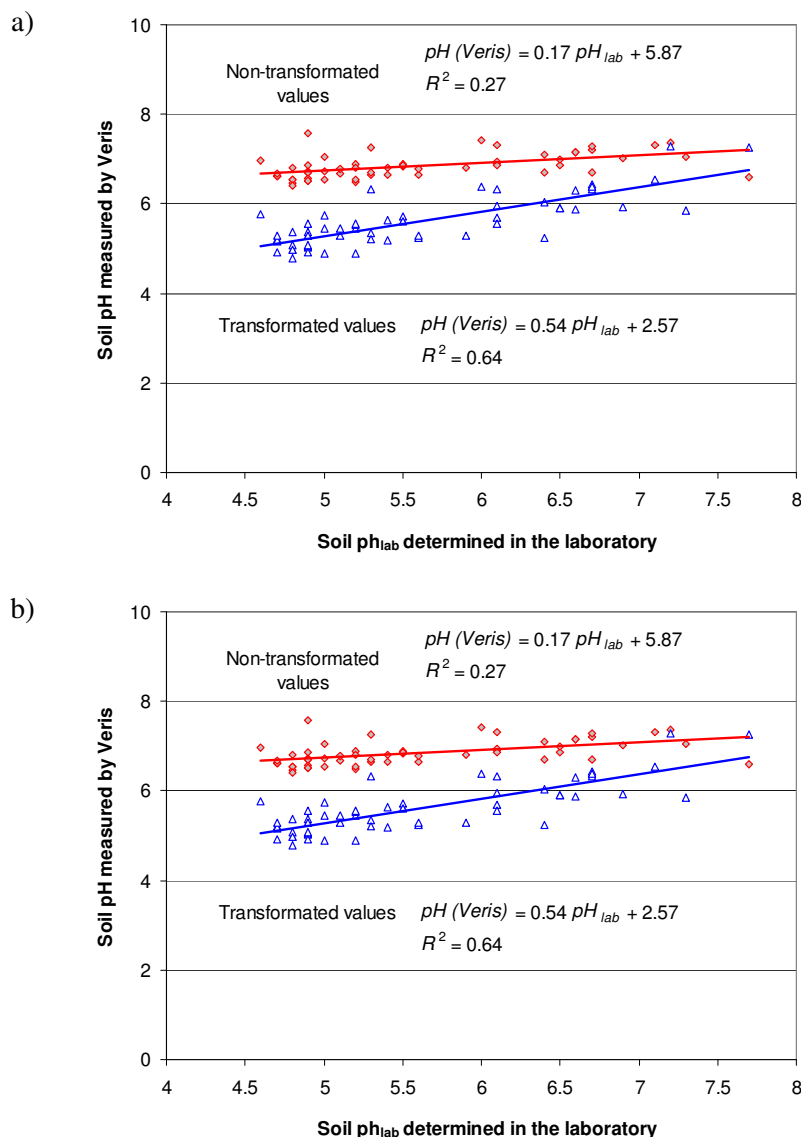 a)
10
8
6
4
2
0
Soil pH measured by Veris
Non-transformated
values
pH (Veris) = 0.17 pH lab + 5.87
R 2 = 0.27
Transformated values
pH (Veris) = 0.54 pH lab + 2.57
R 2 = 0.64
4 4.5 5 5.5 6 6.5 7 7.5 8
Soil phlab determined in the laboratory
b)
10
8
6
4
2
0
Soil pH measured by Veris
Non-transformated
values
pH (Veris) = 0.17 pH lab + 5.87
R 2 = 0.27
Transformated values
pH (Veris) = 0.54 pH lab + 2.57
R 2 = 0.64
4 4.5 5 5.5 6 6.5 7 7.5 8
Soil phlab determined in the laboratory